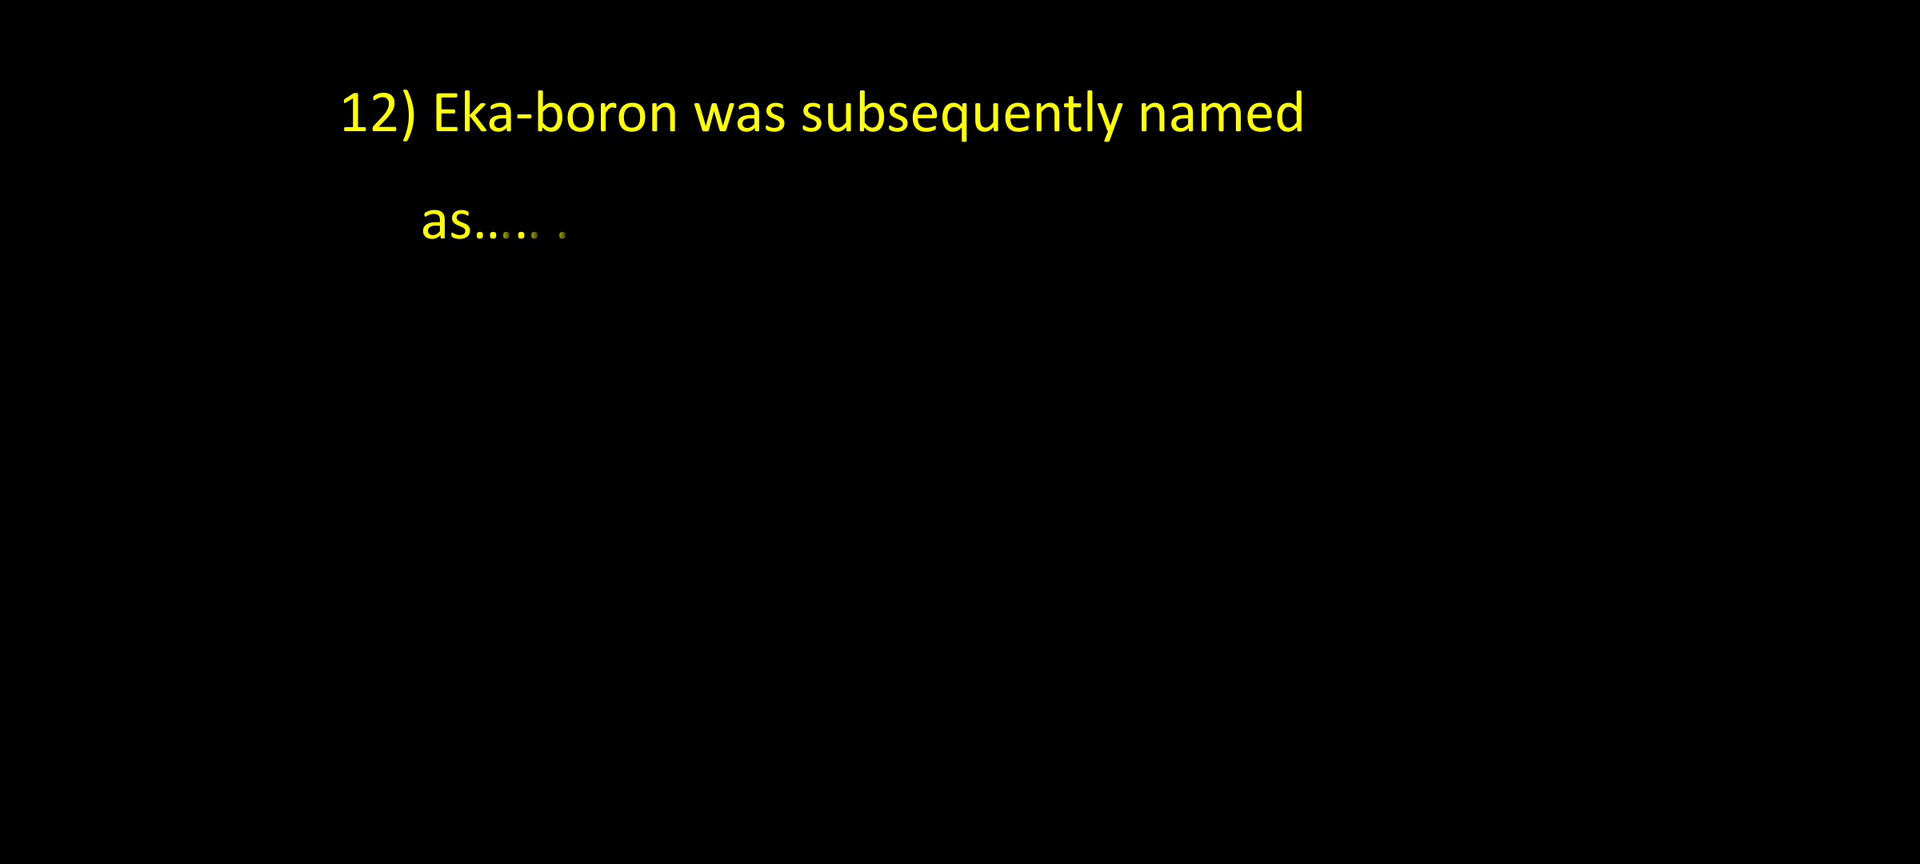 12) Eka-boron was subsequently named
as…... .